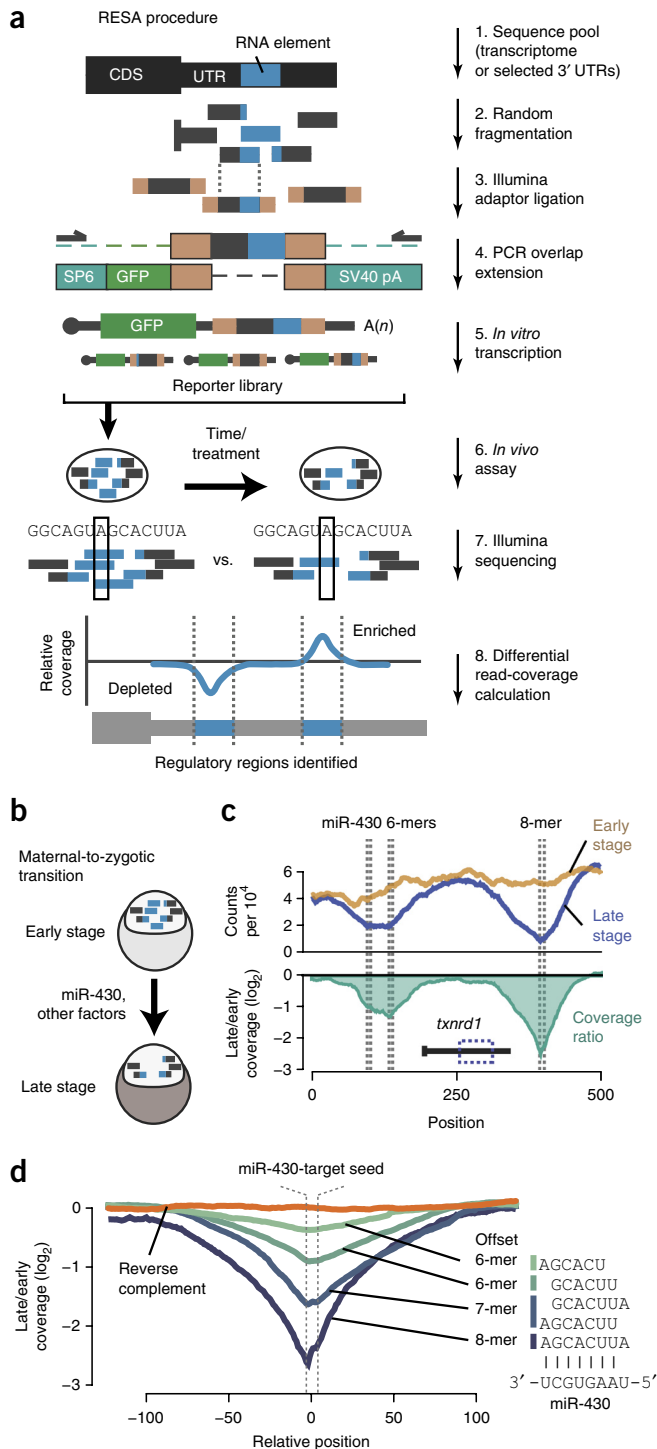 a
RESA procedure
RNA element
CDS
UTR
1. Sequence pool
(transcriptome
or selected 3′ UTRs)
2. Random
fragmentation
3. Illumina
adaptor ligation
4. PCR overlap
extension
SP6
GFP
SV40 pA
GFP
A(n)
5. In vitro
transcription
Reporter library
Time/
treatment
6. In vivo
assay
GGCAGUAGCACUUA
GGCAGUAGCACUUA
vs.
7. Illumina
sequencing
Relative
coverage
Enriched
Depleted
8. Differential
read-coverage
calculation
Regulatory regions identified
b
Maternal-to-zygotic
transition
Early stage
miR-430,
other factors
Late stage
c
miR-430 6-mers
8-mer
Early
stage
Late
stage
Counts
per 10⁴
6
4
2
0
Late/early
coverage (log₂)
0
−1
−2
−3
txnrd1
Coverage
ratio
0
250
500
Position
d
miR-430-target seed
Late/early
coverage (log₂)
0
−1
−2
−3
Reverse
complement
Offset
6-mer
6-mer
7-mer
8-mer
AGCACU
GCACUU
GCACUUA
AGCACUU
AGCACUUA
3′ -UCGUGAAU-5′
miR-430
−100
−50
0
50
100
Relative position